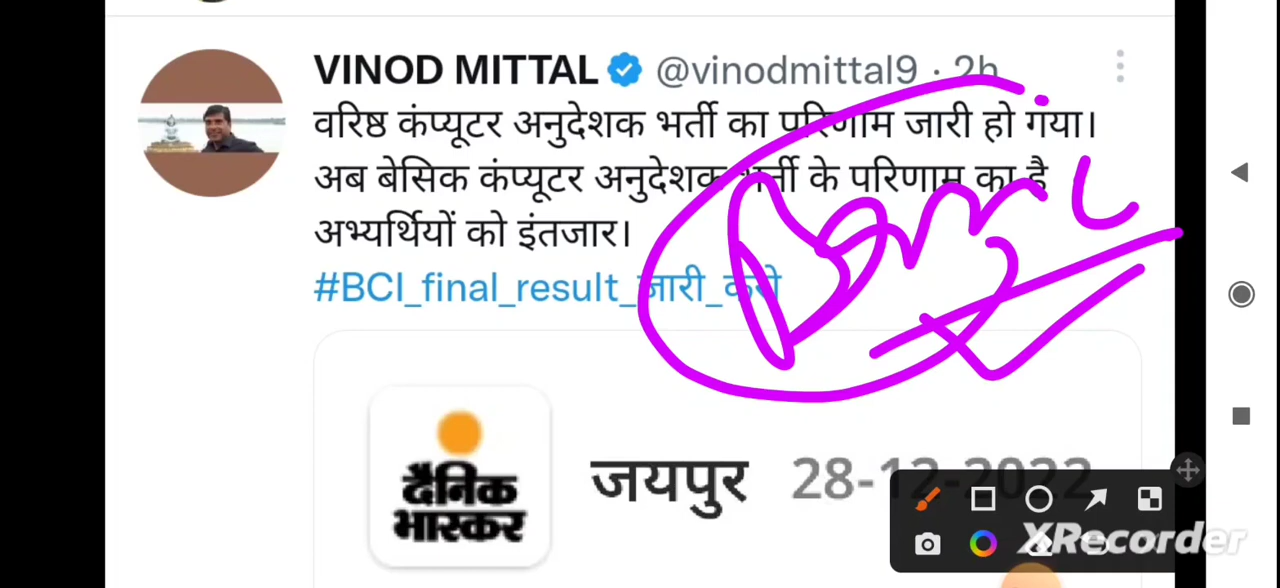 VINOD MITTAL @vinodmittal9 · 2h
वरिष्ठ कंप्यूटर अनुदेशक भर्ती का परिणाम जारी हो गया।
अब बेसिक कंप्यूटर अनुदेशक भर्ती के परिणाम का है
अभ्यर्थियों को इंतजार।
#BCI_final_result_जारी_करो
दैनिक
भास्कर
जयपुर 28-12-2022
XRecorder